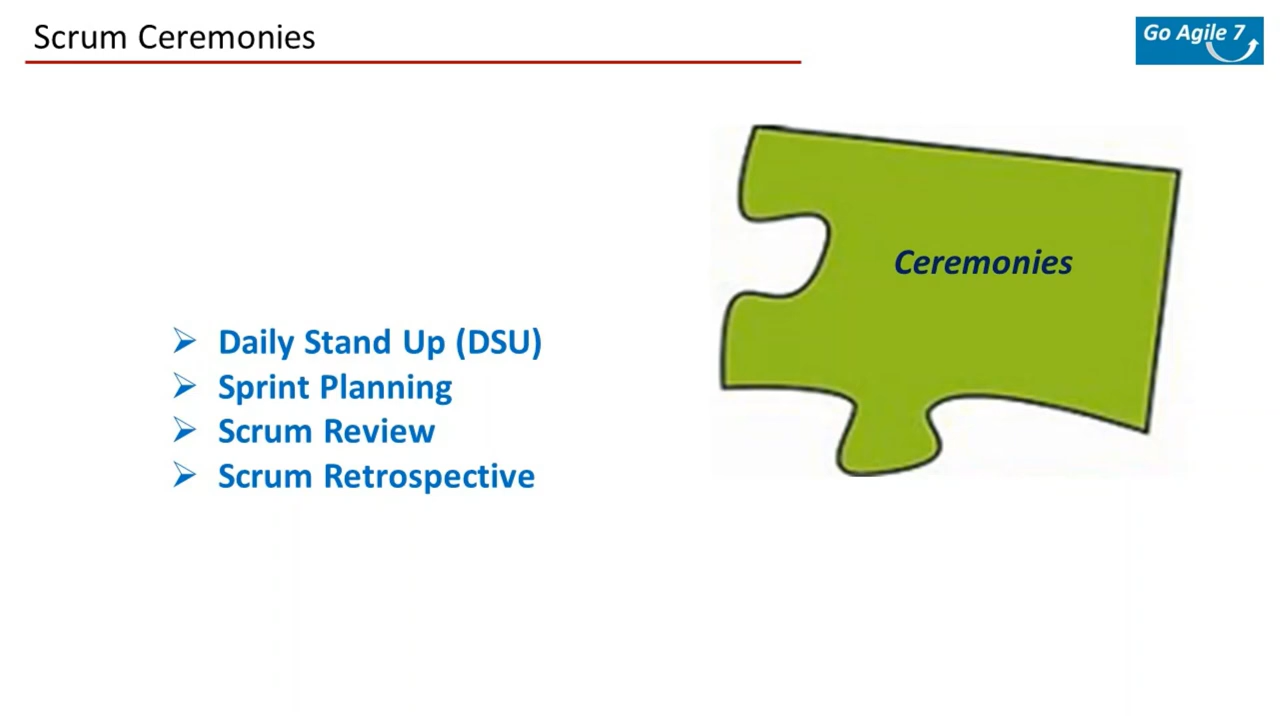 Scrum Ceremonies
Go Agile 7
Ceremonies
Daily Stand Up (DSU)
Sprint Planning
Scrum Review
Scrum Retrospective